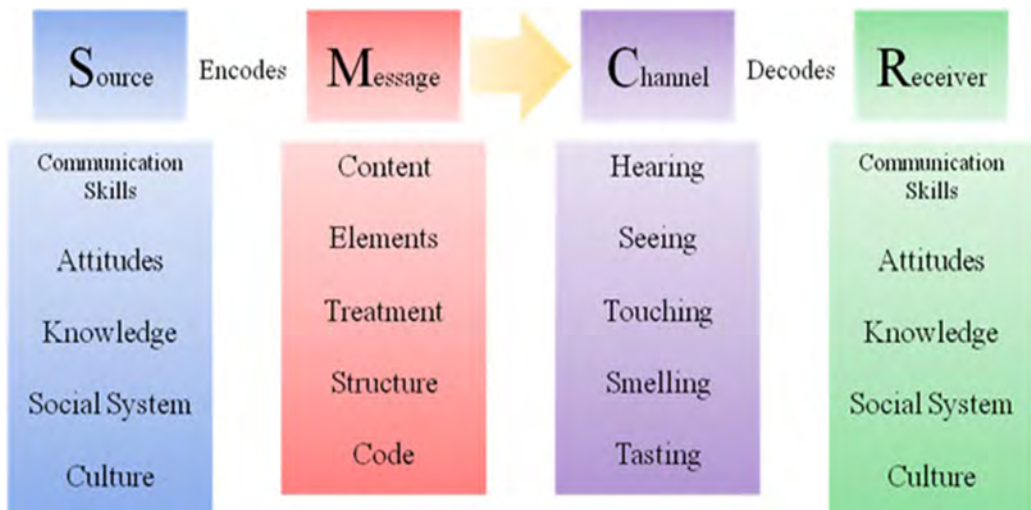 Source Encodes Message Channel Decodes Receiver
Communication
Skills
Attitudes
Knowledge
Social System
Culture
Content
Elements
Treatment
Structure
Code
Hearing
Seeing
Touching
Smelling
Tasting
Communication
Skills
Attitudes
Knowledge
Social System
Culture